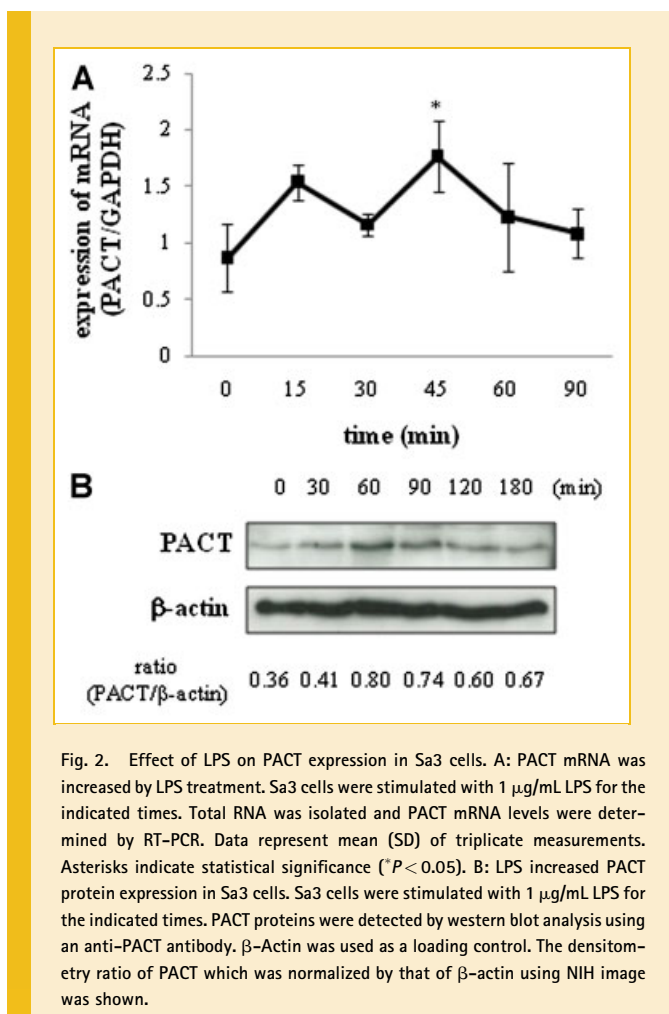 A
2.5
2
1.5
1
0.5
0
*
expression of mRNA
(PACT/GAPDH)
0 15 30 45 60 90
time (min)
B
0 30 60 90 120 180 (min)
PACT
β-actin
ratio
(PACT/β-actin)
0.36 0.41 0.80 0.74 0.60 0.67
Fig. 2. Effect of LPS on PACT expression in Sa3 cells. A: PACT mRNA was
increased by LPS treatment. Sa3 cells were stimulated with 1 μg/mL LPS for the
indicated times. Total RNA was isolated and PACT mRNA levels were deter-
mined by RT-PCR. Data represent mean (SD) of triplicate measurements.
Asterisks indicate statistical significance (*P < 0.05). B: LPS increased PACT
protein expression in Sa3 cells. Sa3 cells were stimulated with 1 μg/mL LPS for
the indicated times. PACT proteins were detected by western blot analysis using
an anti-PACT antibody. β-Actin was used as a loading control. The densitom-
etry ratio of PACT which was normalized by that of β-actin using NIH image
was shown.